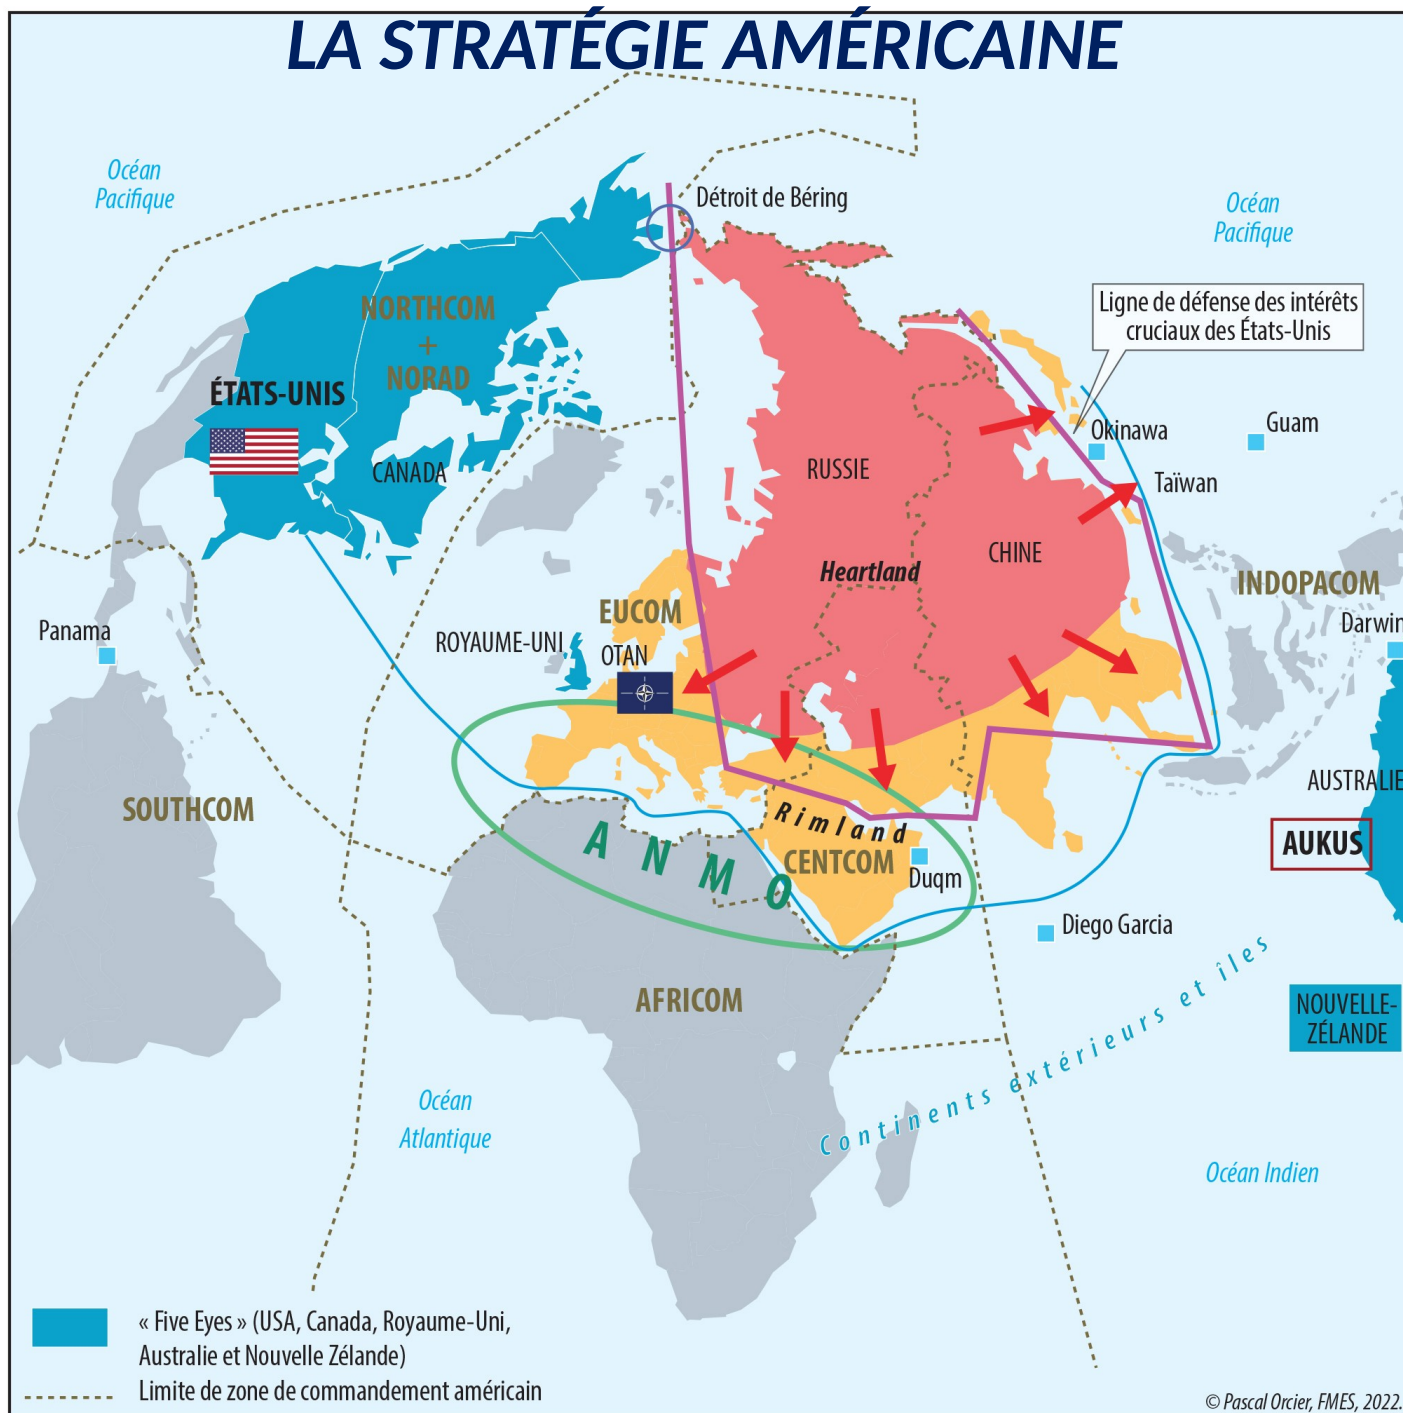 LA STRATÉGIE AMÉRICAINE
Océan
Pacifique
Détroit de Béring
Océan
Pacifique
NORTHCOM
+
NORAD
Ligne de défense des intérêts
cruciaux des États-Unis
ÉTATS-UNIS
CANADA
RUSSIE
Okinawa
Guam
Taïwan
CHINE
Heartland
INDOPACOM
Darwin
Panama
EUCOM
ROYAUME-UNI
OTAN
SOUTHCOM
AUSTRALIE
AUKUS
Rimland
ANMO
CENTCOM
Duqm
Diego Garcia
AFRICOM
Continents extérieurs et îles
NOUVELLE-
ZÉLANDE
Océan
Atlantique
Océan Indien
« Five Eyes » (USA, Canada, Royaume-Uni,
Australie et Nouvelle Zélande)
Limite de zone de commandement américain
© Pascal Orcier, FMES, 2022.